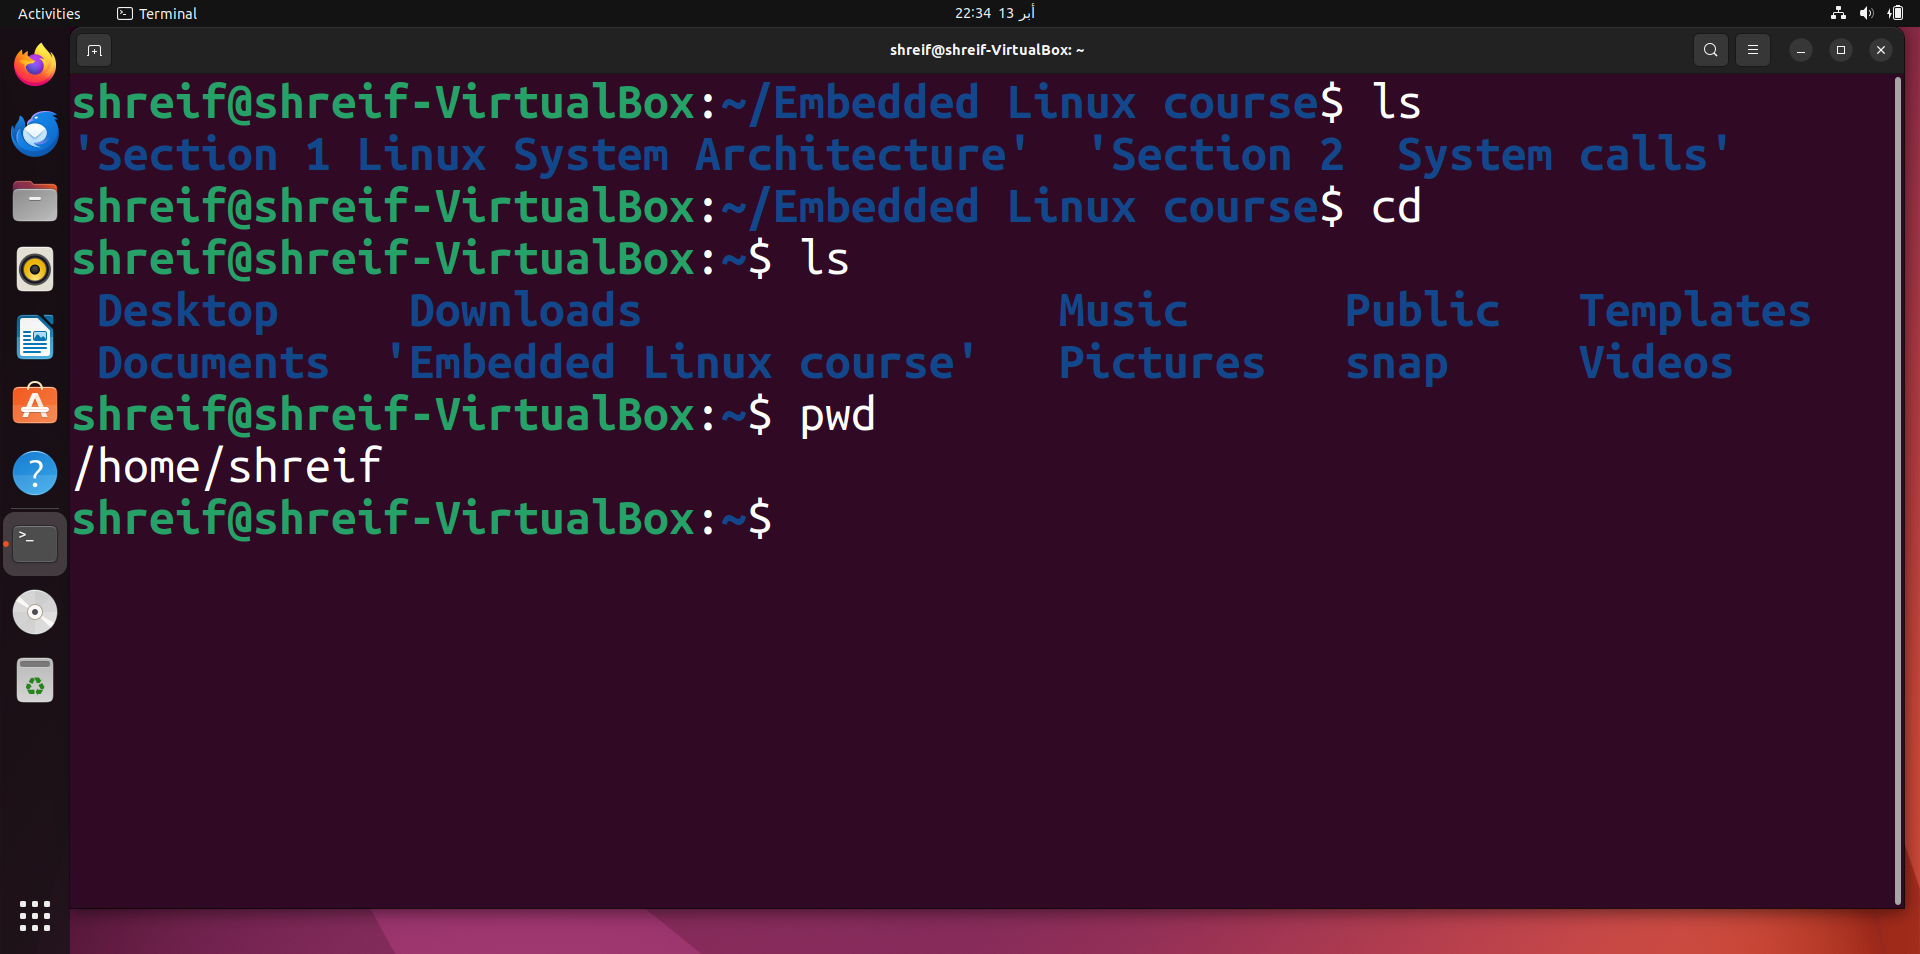 Activities Terminal 22:34 13 أبر
shreif@shreif-VirtualBox: ~
shreif@shreif-VirtualBox:~/Embedded Linux course$ ls
'Section 1 Linux System Architecture'  'Section 2  System calls'
shreif@shreif-VirtualBox:~/Embedded Linux course$ cd
shreif@shreif-VirtualBox:~$ ls
Desktop Downloads Music Public Templates
Documents 'Embedded Linux course' Pictures snap Videos
shreif@shreif-VirtualBox:~$ pwd
/home/shreif
shreif@shreif-VirtualBox:~$